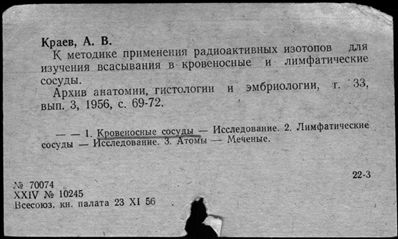 Краев, А. В.
К методике применения радиоактивных изотопов для
изучения всасывания в кровеносные и лимфатические
сосуды.
Архив анатомии, гистологии и эмбриологии, т. 33,
вып. 3, 1956, с. 69-72.
— — 1. Кровеносные сосуды — Исследование. 2. Лимфатические
сосуды — Исследование. 3. Атомы — Меченые.
22-3
№ 70074
XXIV № 10245
Всесоюз. кн. палата 23 XI 56